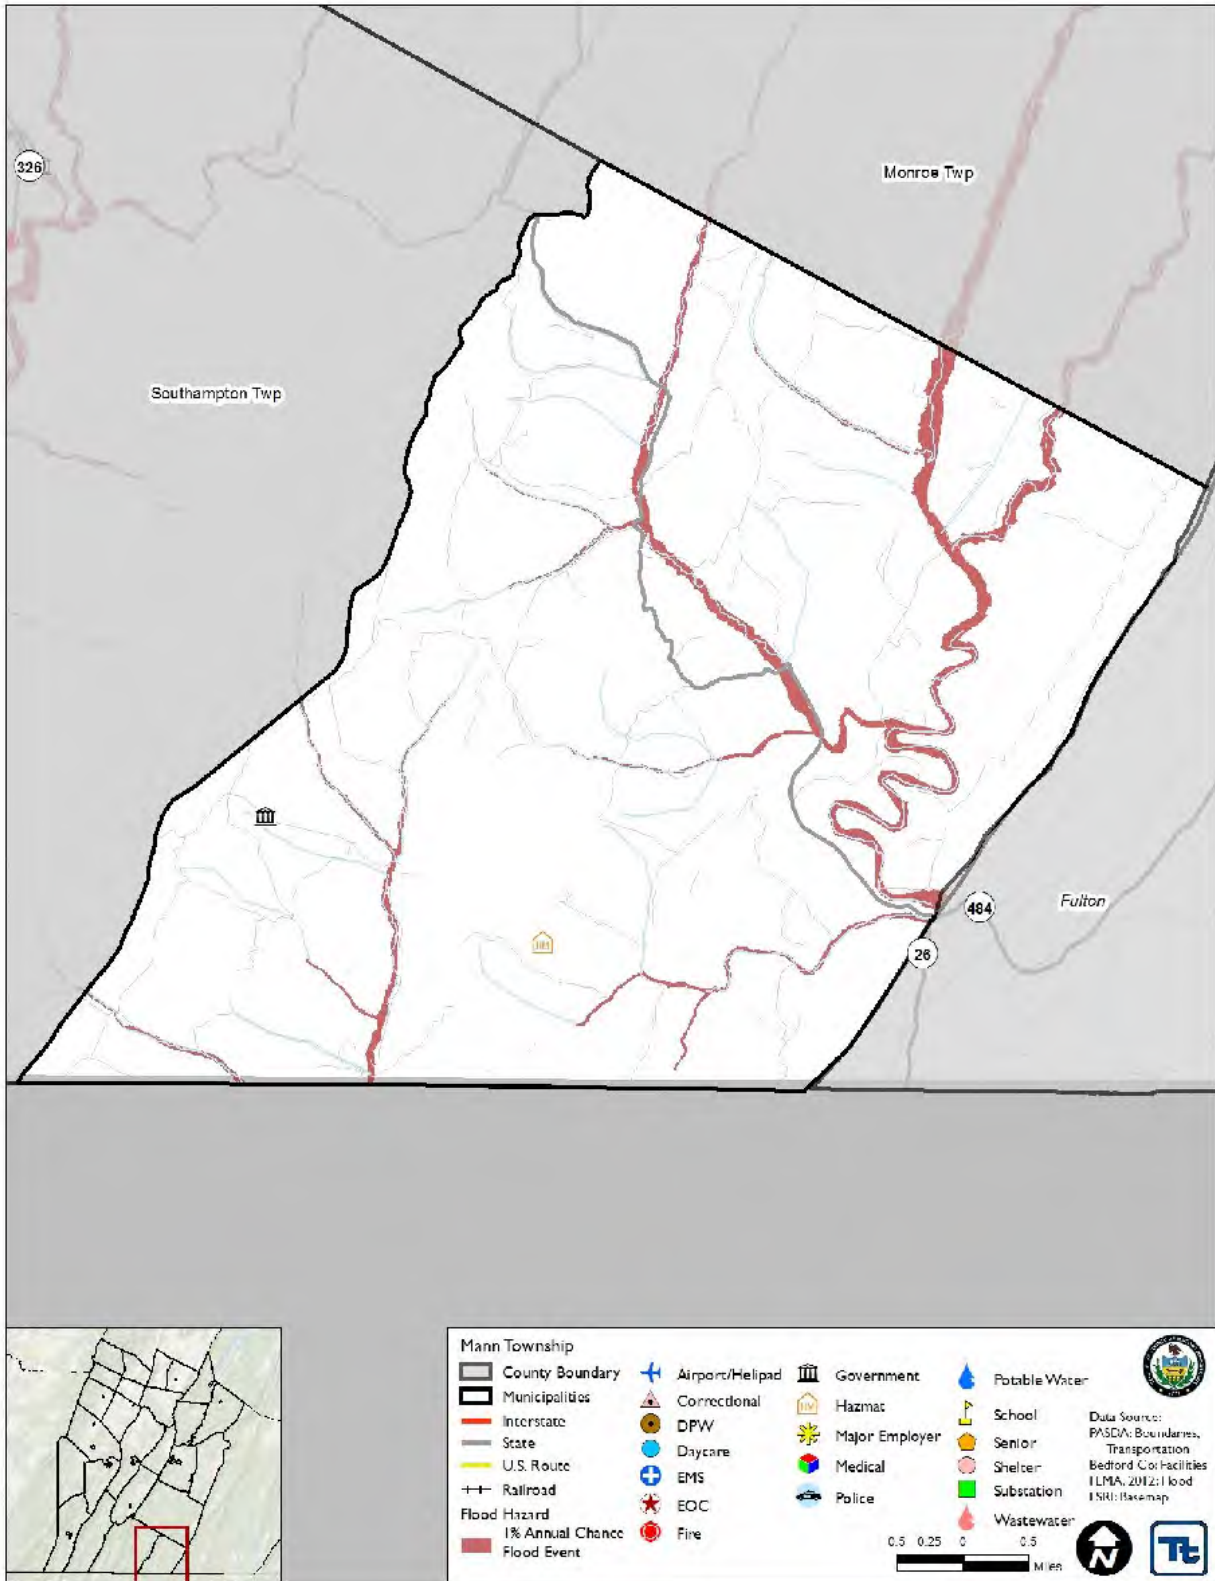 326
Monroe Twp
Southampton Twp
HM
484
Fulton
26
Mann Township
County Boundary
Municipalities
Interstate
State
U.S. Route
Railroad
Flood Hazard
1% Annual Chance
Flood Event
Airport/Helipad
Correctional
DPW
Daycare
EMS
EOC
Fire
Government
HM
Hazmat
Major Employer
Medical
Police
Potable Water
School
Senior
Shelter
Substation
Wastewater
Data Source:
PASDA: Boundaries,
Transportation
Bedford Co: Facilities
FEMA, 2012: Flood
ESRI: Basemap
0.5 0.25 0 0.5
Miles
N
Tt